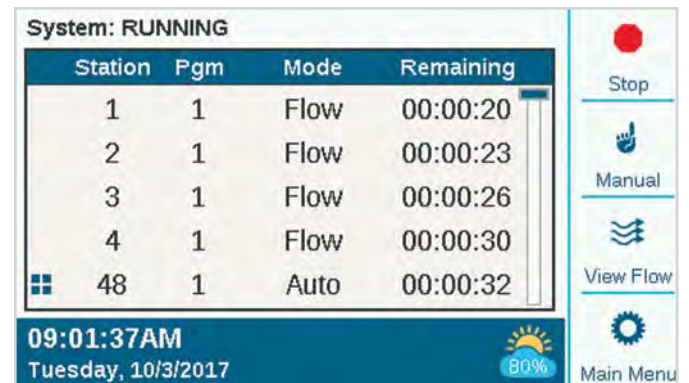 System: RUNNING
Station Pgm Mode Remaining
1 1 Flow 00:00:20
2 1 Flow 00:00:23
3 1 Flow 00:00:26
4 1 Flow 00:00:30
48 1 Auto 00:00:32
09:01:37AM
Tuesday, 10/3/2017
80%
Stop
Manual
View Flow
Main Menu